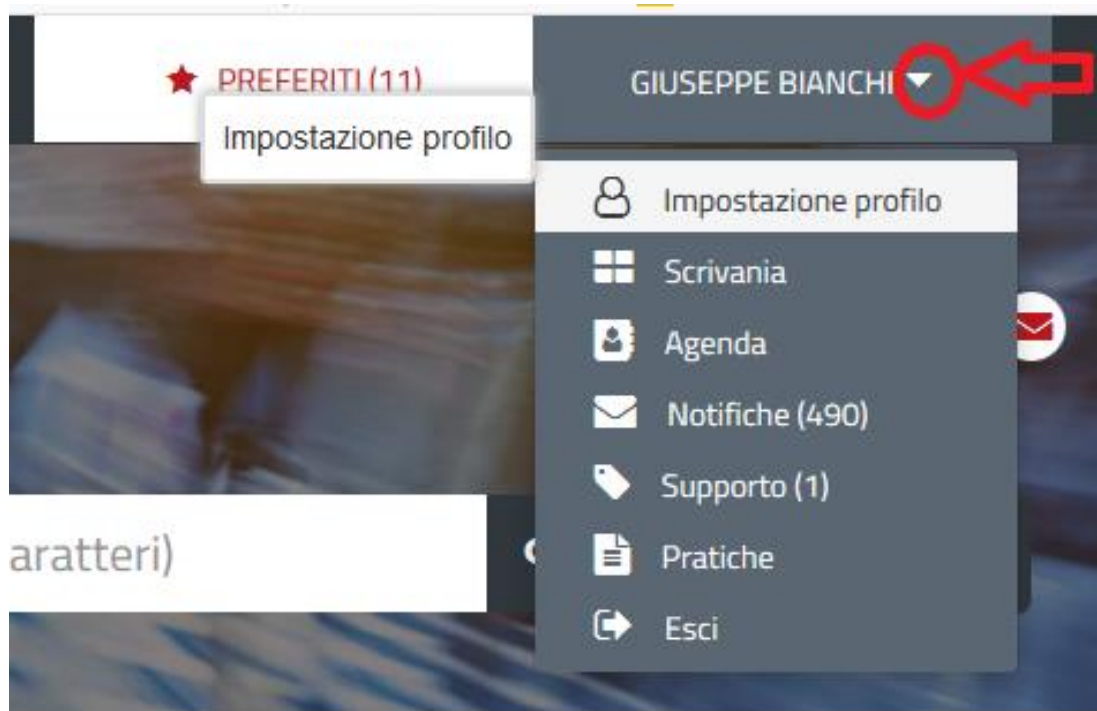 PREFERITI (11)
GIUSEPPE BIANCHI
Impostazione profilo
Impostazione profilo
Scrivania
Agenda
Notifiche (490)
Supporto (1)
aratteri)
Pratiche
Esci